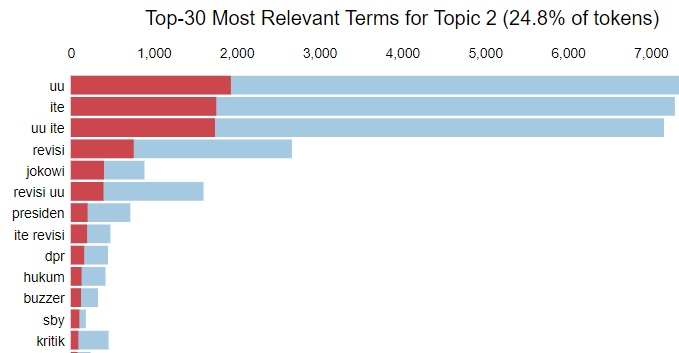 Top-30 Most Relevant Terms for Topic 2 (24.8% of tokens)
0 1,000 2,000 3,000 4,000 5,000 6,000 7,000
uu
ite
uu ite
revisi
jokowi
revisi uu
presiden
ite revisi
dpr
hukum
buzzer
sby
kritik